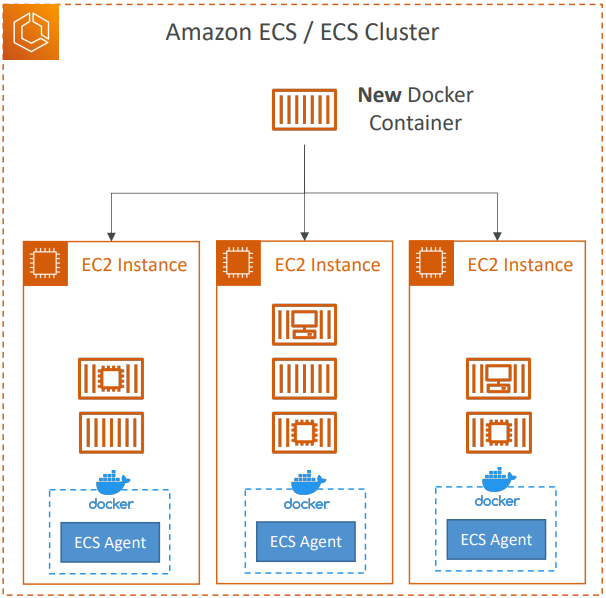 Amazon ECS / ECS Cluster
New Docker
Container
EC2 Instance
EC2 Instance
EC2 Instance
docker
docker
docker
ECS Agent
ECS Agent
ECS Agent